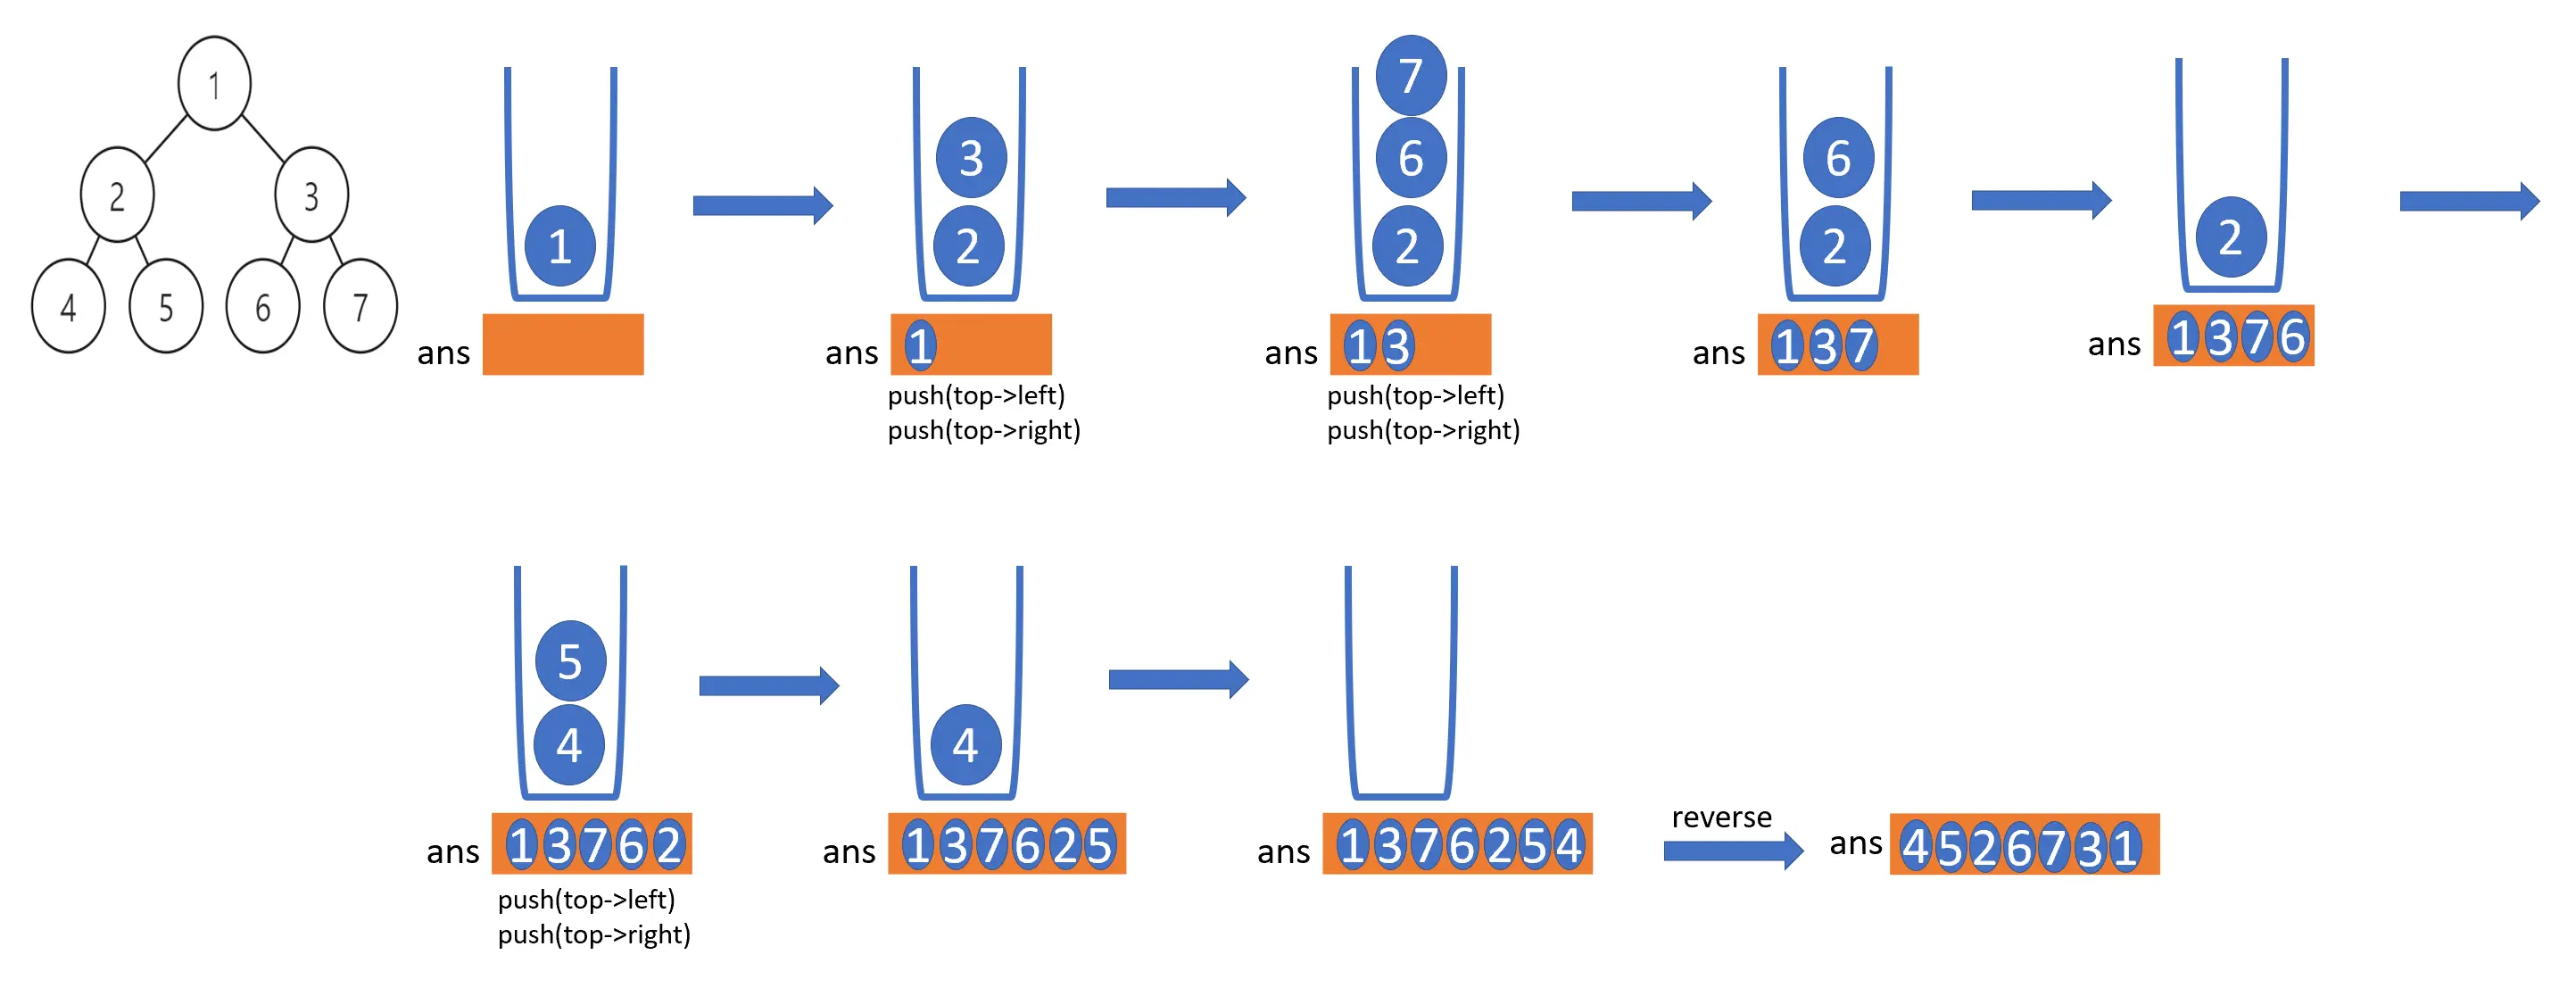 1
2 3
4 5 6 7
1
ans
3
2
ans 1
push(top->left)
push(top->right)
7
6
2
ans 1 3
push(top->left)
push(top->right)
6
2
ans 1 3 7
2
ans 1 3 7 6
5
4
ans 1 3 7 6 2
push(top->left)
push(top->right)
4
ans 1 3 7 6 2 5
ans 1 3 7 6 2 5 4
reverse
ans 4 5 2 6 7 3 1